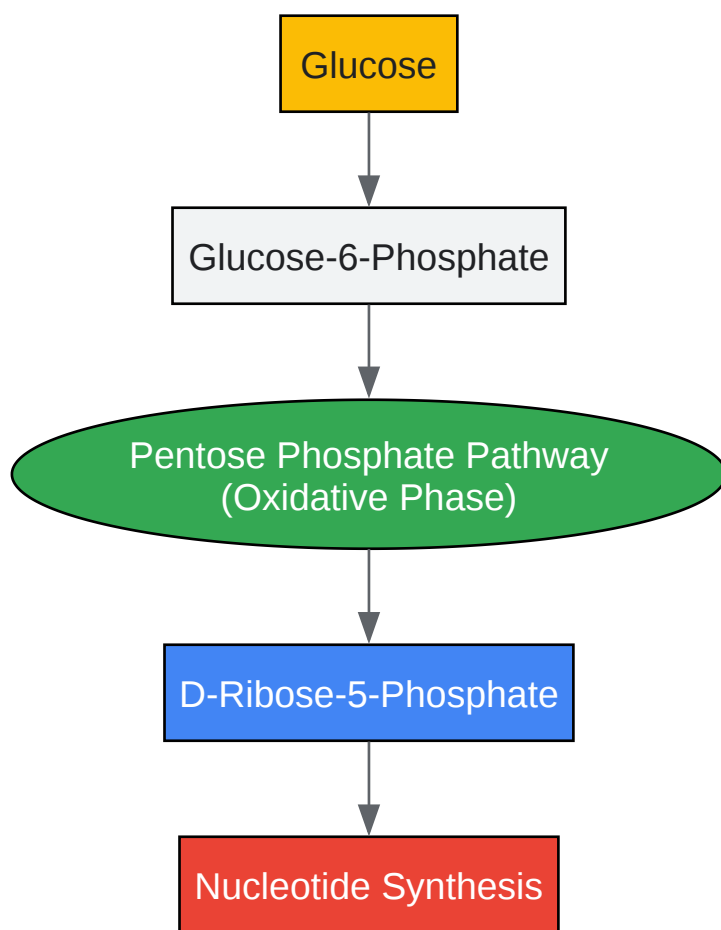 Glucose
Glucose-6-Phosphate
Pentose Phosphate Pathway
(Oxidative Phase)
D-Ribose-5-Phosphate
Nucleotide Synthesis